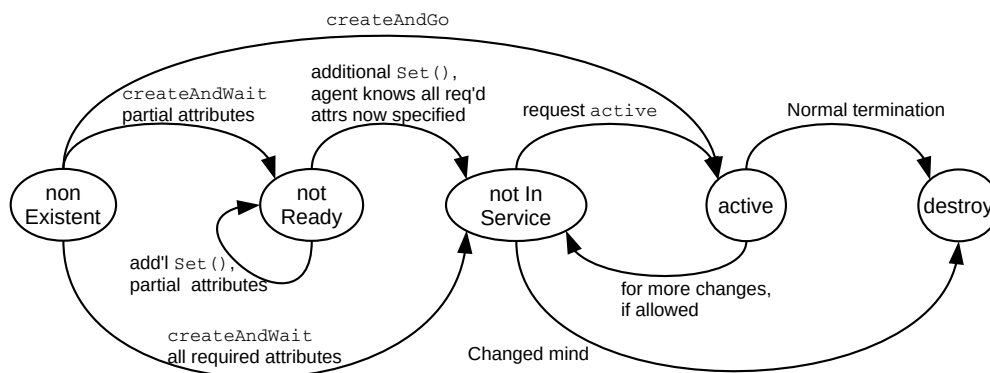 createAndGo
createAndWait
partial attributes
additional Set(),
agent knows all req'd
attrs now specified
request active
Normal termination
non
Existent
not
Ready
not In
Service
active
destroy
add'l Set(),
partial attributes
for more changes,
if allowed
createAndWait
all required attributes
Changed mind